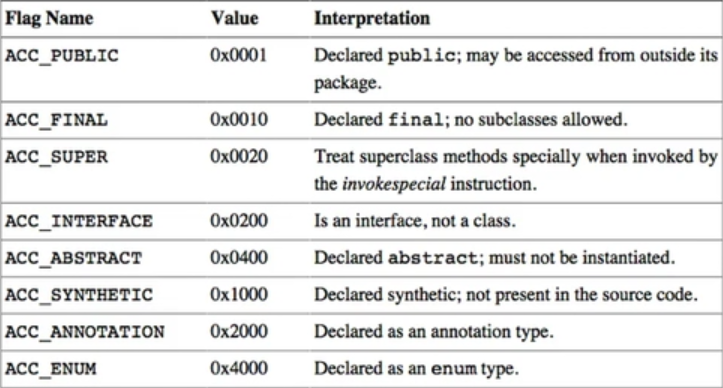 Flag Name Value Interpretation
ACC_PUBLIC 0x0001 Declared public; may be accessed from outside its
package.
ACC_FINAL 0x0010 Declared final; no subclasses allowed.
ACC_SUPER 0x0020 Treat superclass methods specially when invoked by
the invokespecial instruction.
ACC_INTERFACE 0x0200 Is an interface, not a class.
ACC_ABSTRACT 0x0400 Declared abstract; must not be instantiated.
ACC_SYNTHETIC 0x1000 Declared synthetic; not present in the source code.
ACC_ANNOTATION 0x2000 Declared as an annotation type.
ACC_ENUM 0x4000 Declared as an enum type.